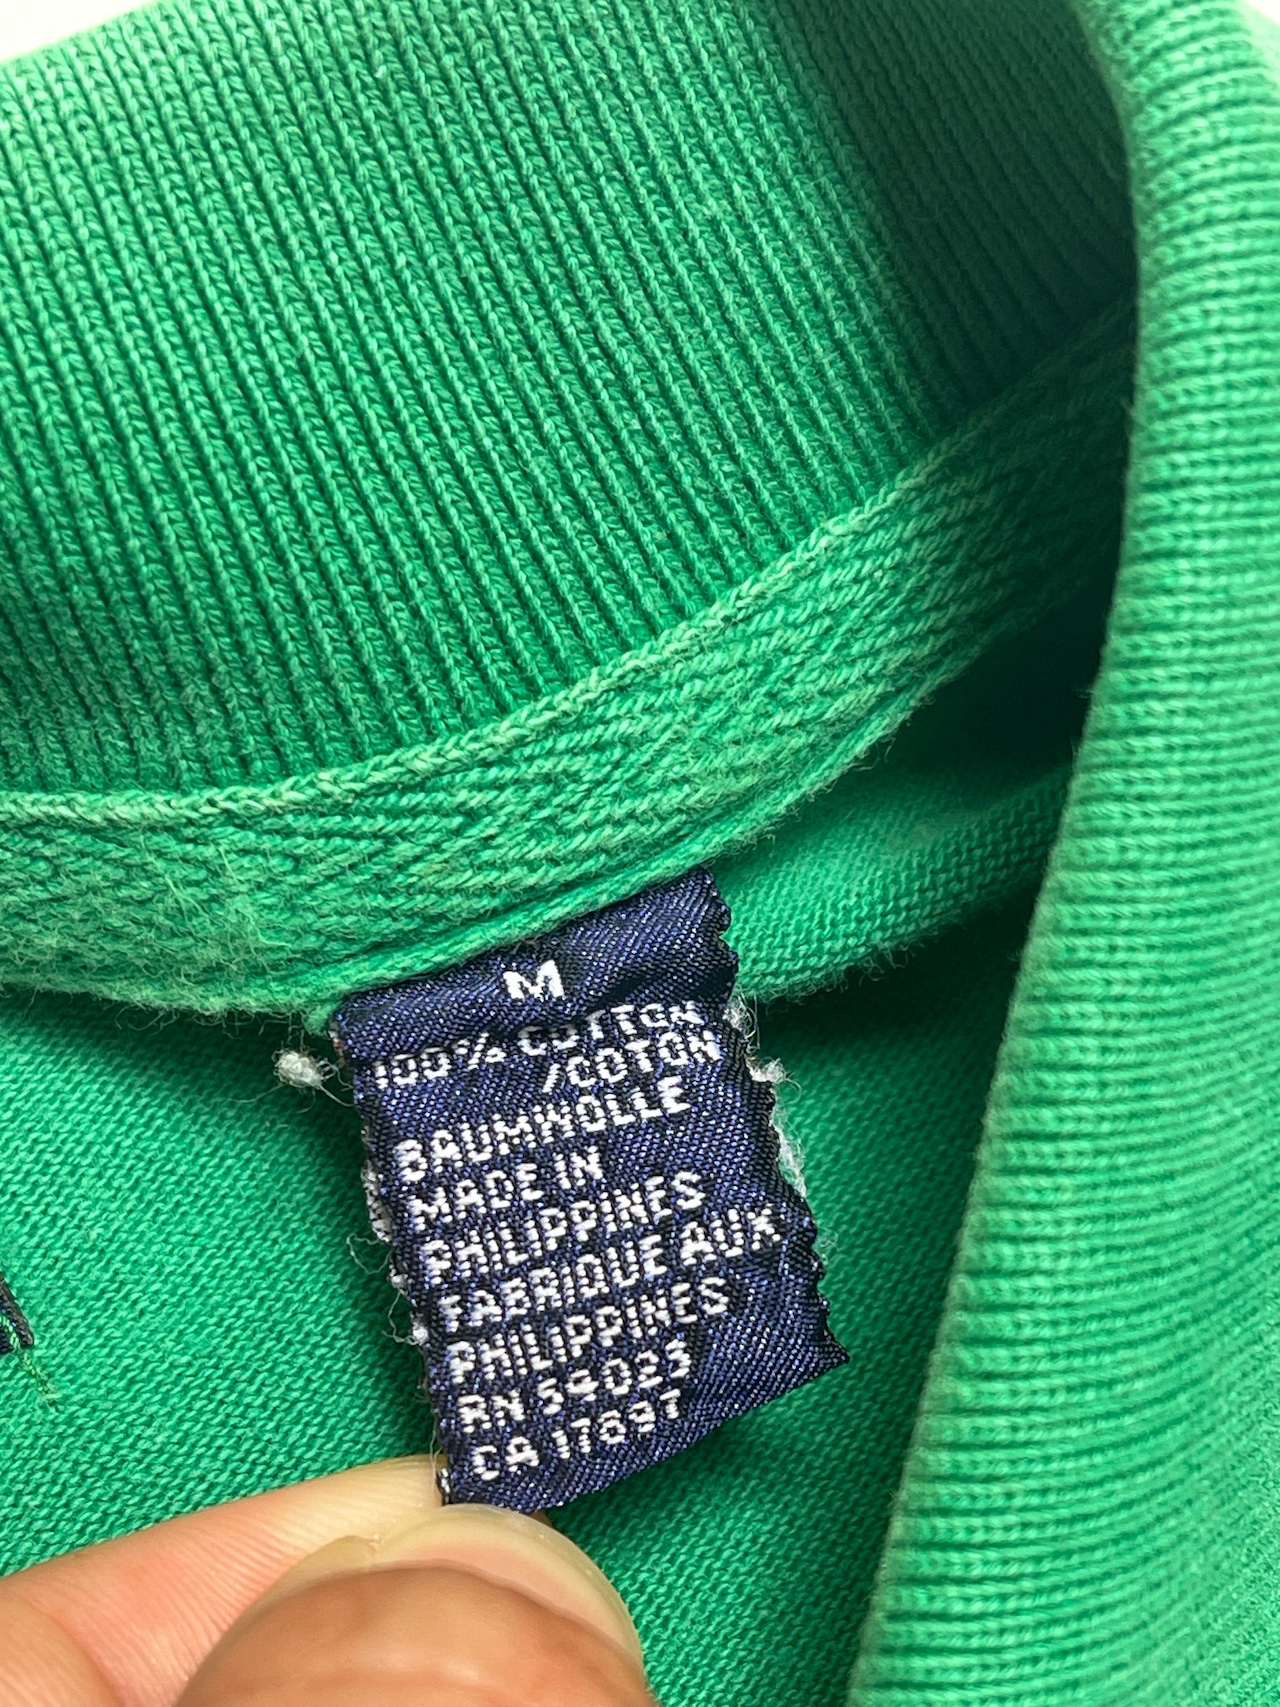 M
100% COTTON
/COTON
BAUMWOLLE
MADE IN
PHILIPPINES
FABRIQUE AUX
PHILIPPINES
RN 54023
CA 17897